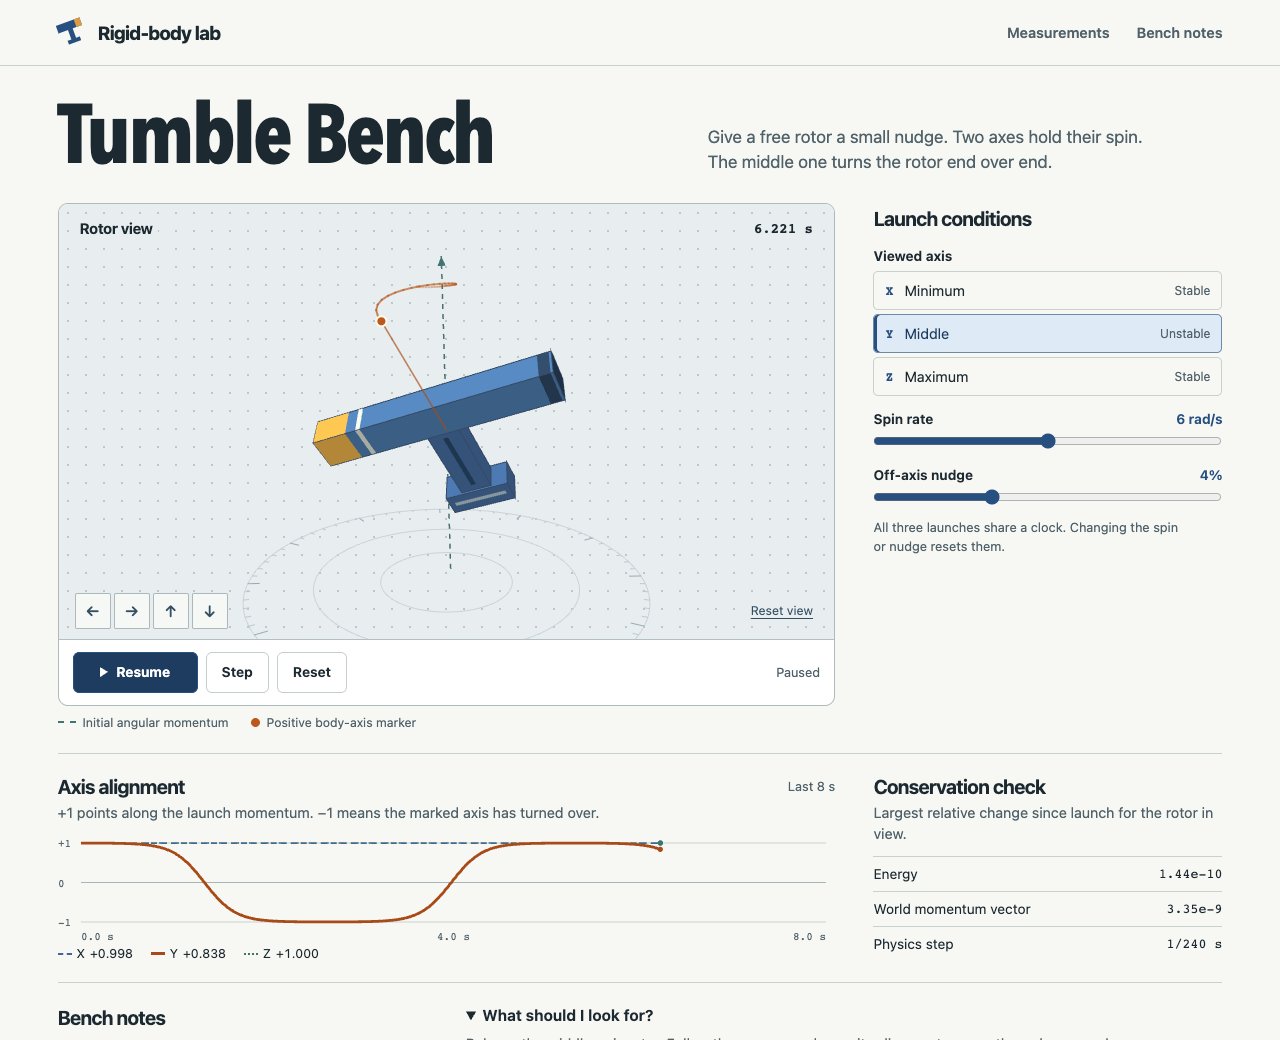 Rigid-body lab
Measurements
Bench notes
Tumble Bench
Give a free rotor a small nudge. Two axes hold their spin.
The middle one turns the rotor end over end.
Rotor view
6.221 s
Reset view
Resume
Step
Reset
Paused
Initial angular momentum
Positive body-axis marker
Launch conditions
Viewed axis
X Minimum Stable
Y Middle Unstable
Z Maximum Stable
Spin rate 6 rad/s
Off-axis nudge 4%
All three launches share a clock. Changing the spin
or nudge resets them.
Axis alignment
Last 8 s
+1 points along the launch momentum. −1 means the marked axis has turned over.
+1
0
−1
0.0 s
4.0 s
8.0 s
X +0.998
Y +0.838
Z +1.000
Conservation check
Largest relative change since launch for the rotor in
view.
Energy 1.44e−10
World momentum vector 3.35e−9
Physics step 1/240 s
Bench notes
What should I look for?